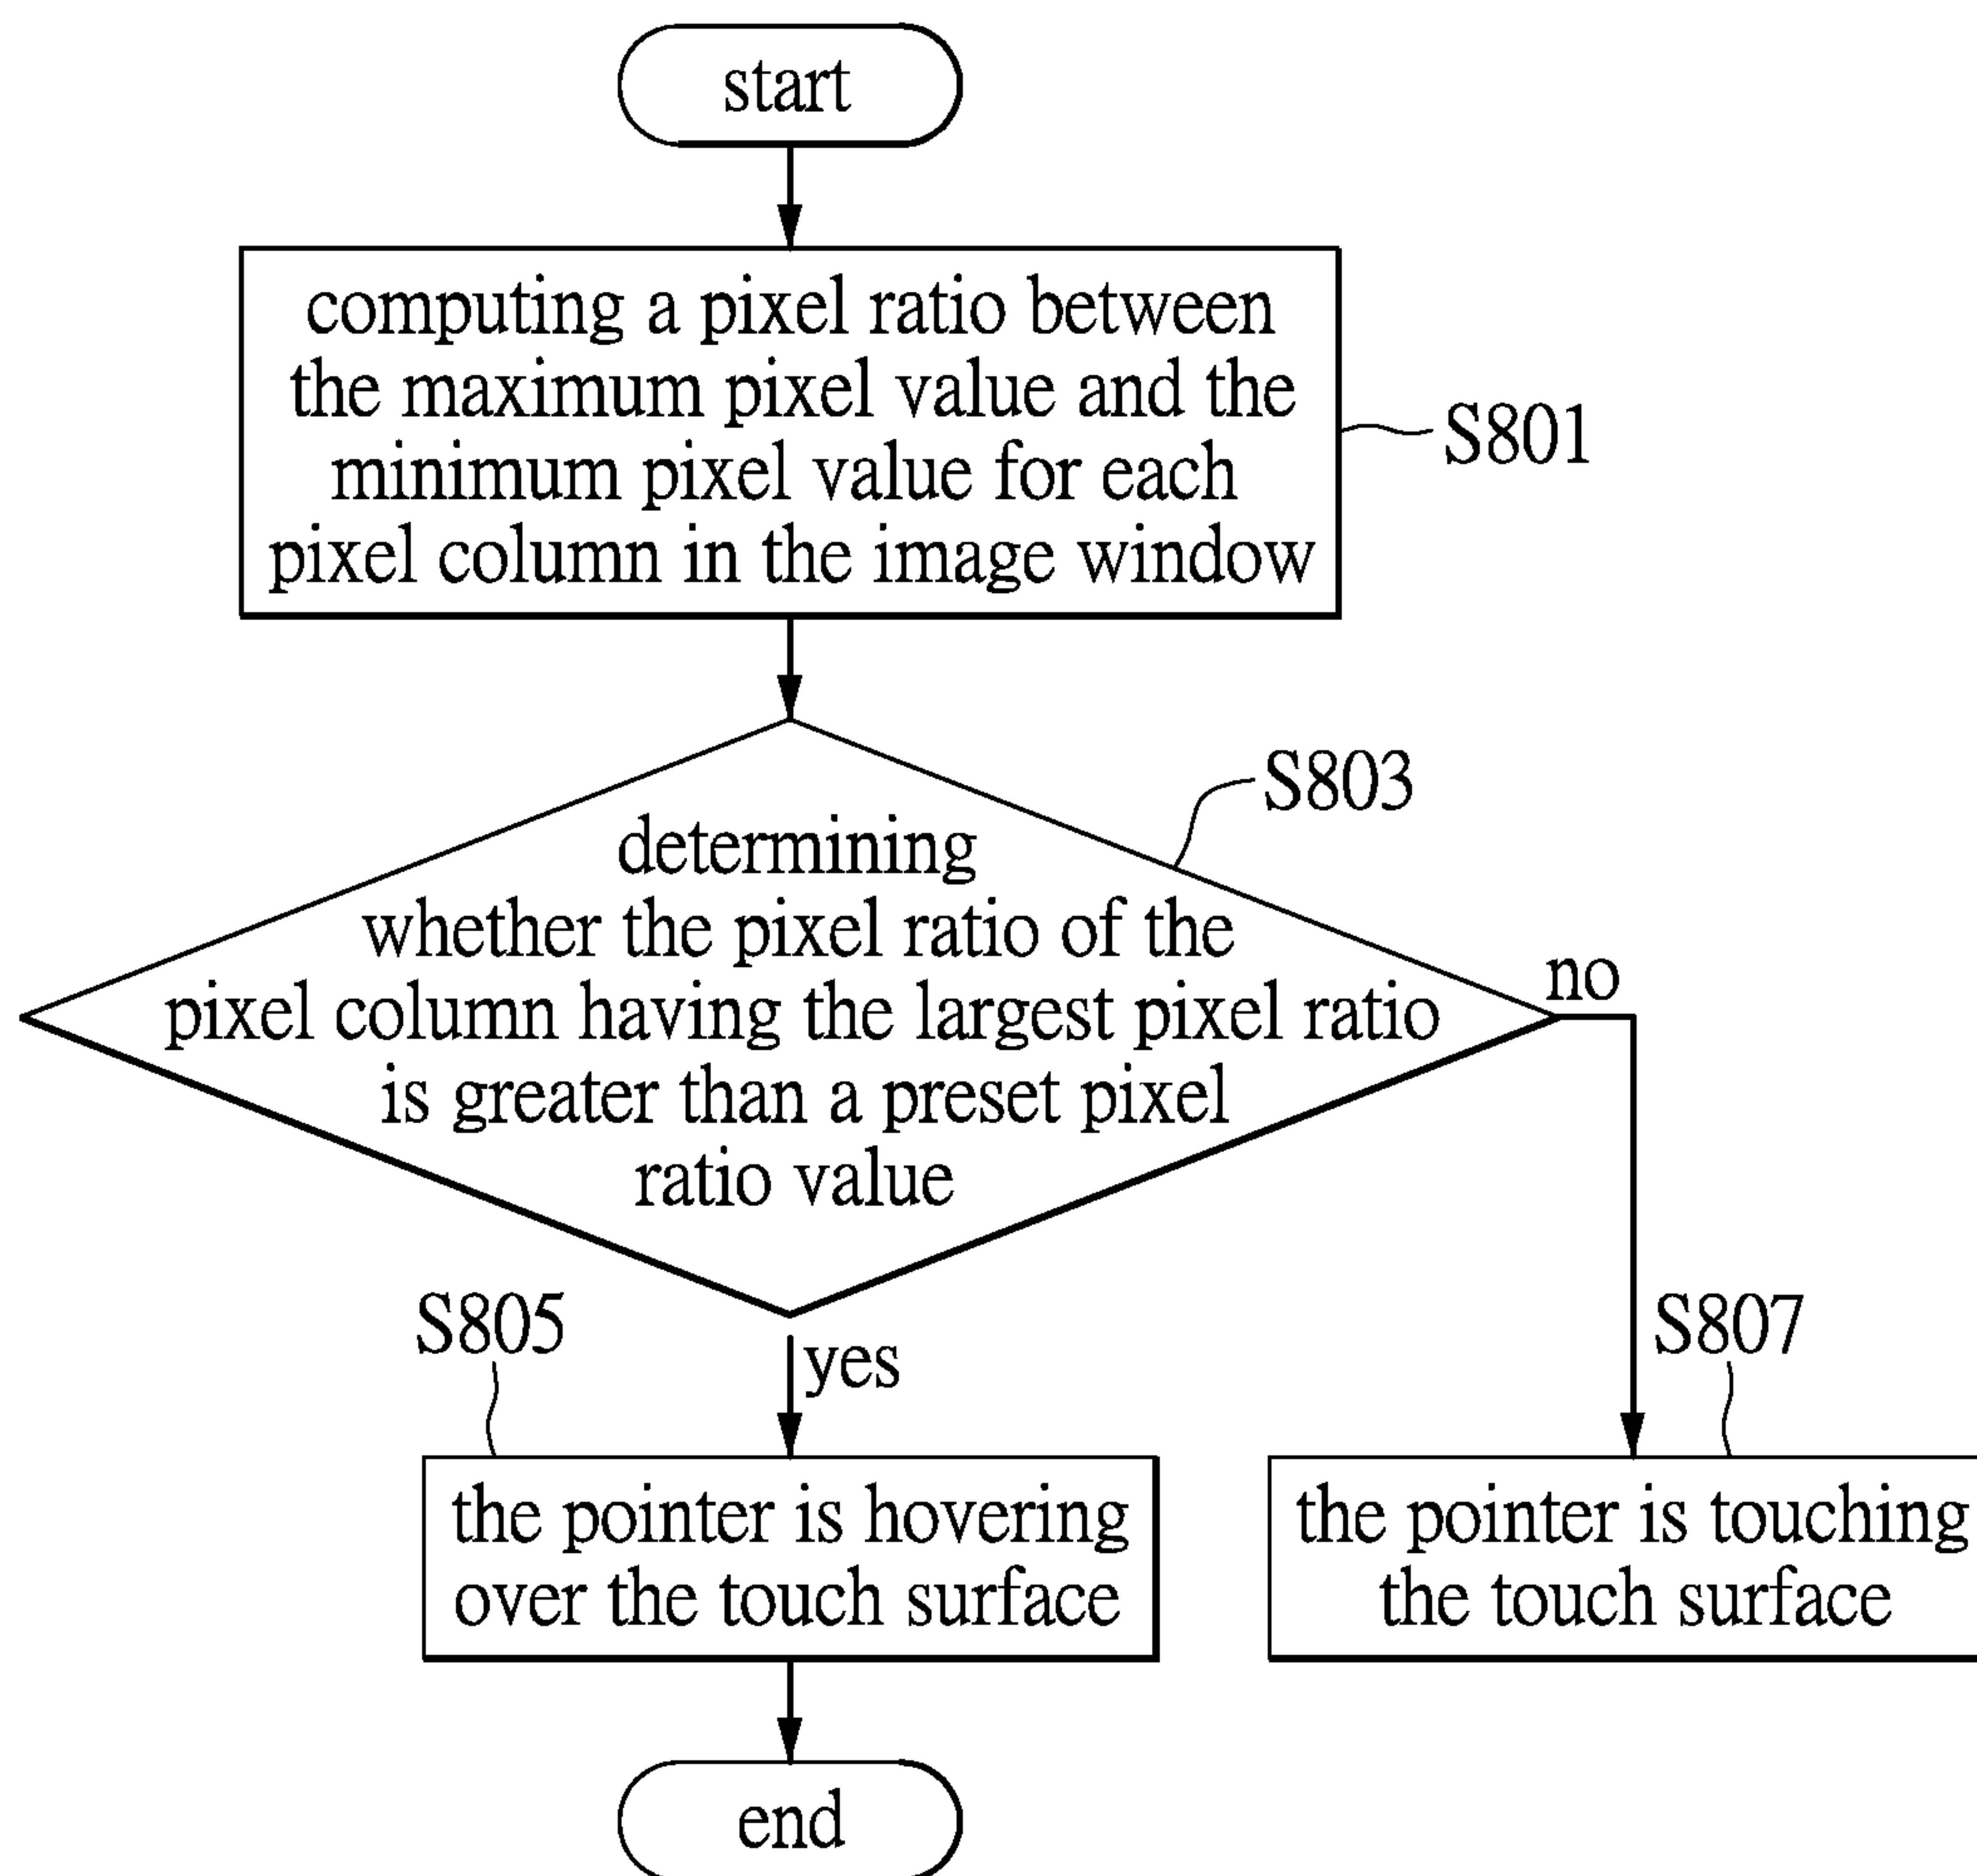 start
computing a pixel ratio between
the maximum pixel value and the
minimum pixel value for each
pixel column in the image window
S801
S803
determining
whether the pixel ratio of the
pixel column having the largest pixel ratio
is greater than a preset pixel
ratio value
no
yes
S805
the pointer is hovering
over the touch surface
S807
the pointer is touching
the touch surface
end